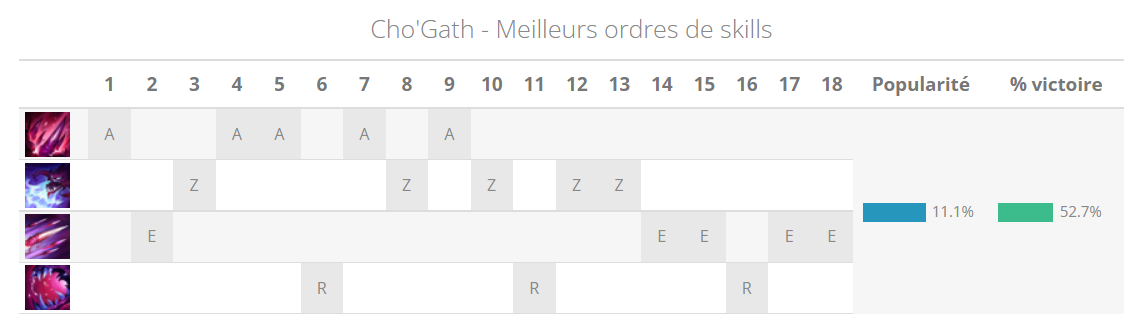 Cho'Gath - Meilleurs ordres de skills
1 2 3 4 5 6 7 8 9 10 11 12 13 14 15 16 17 18 Popularité % victoire
A A A A A
Z Z Z Z Z
11.1% 52.7%
E E E E E
R R R